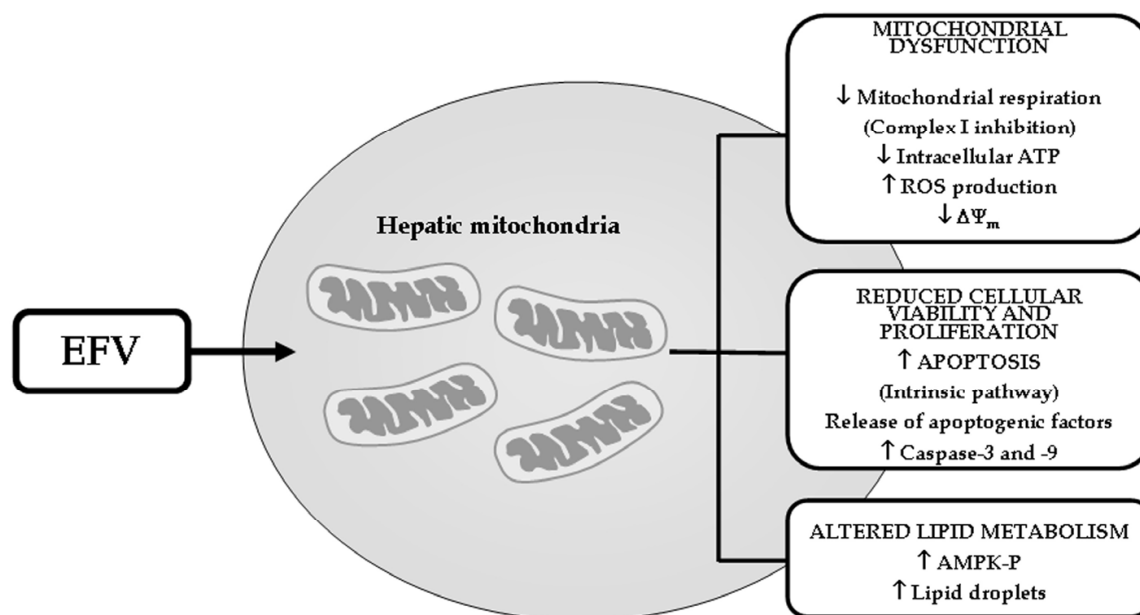 EFV
Hepatic mitochondria
MITOCHONDRIAL
DYSFUNCTION
↓ Mitochondrial respiration
(Complex I inhibition)
↓ Intracellular ATP
↑ ROS production
↓ ΔΨm
REDUCED CELLULAR
VIABILITY AND
PROLIFERATION
↑ APOPTOSIS
(Intrinsic pathway)
Release of apoptogenic factors
↑ Caspase-3 and -9
ALTERED LIPID METABOLISM
↑ AMPK-P
↑ Lipid droplets